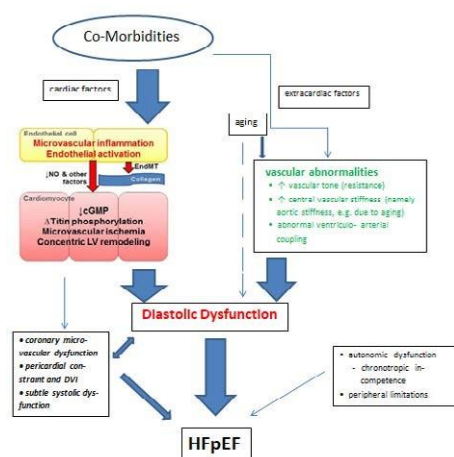 Co-Morbidities
cardiac factors
extracardiac factors
aging
Endothelial cell
Microvascular inflammation
Endothelial activation
EndMT
↓NO & other
factors
Collagen
Cardiomyocyte
↓cGMP
ΔTitin phosphorylation
Microvascular ischemia
Concentric LV remodeling
vascular abnormalities
• ↑ vascular tone (resistance)
• ↑ central vascular stiffness (namely
aortic stiffness, e.g. due to aging)
• abnormal ventriculo- arterial
coupling
Diastolic Dysfunction
• coronary micro-
vascular dysfunction
• pericardial con-
strant and DVI
• subtle systolic dys-
function
• autonomic dysfunction
- chronotropic in-
competence
• peripheral limitations
HFpEF